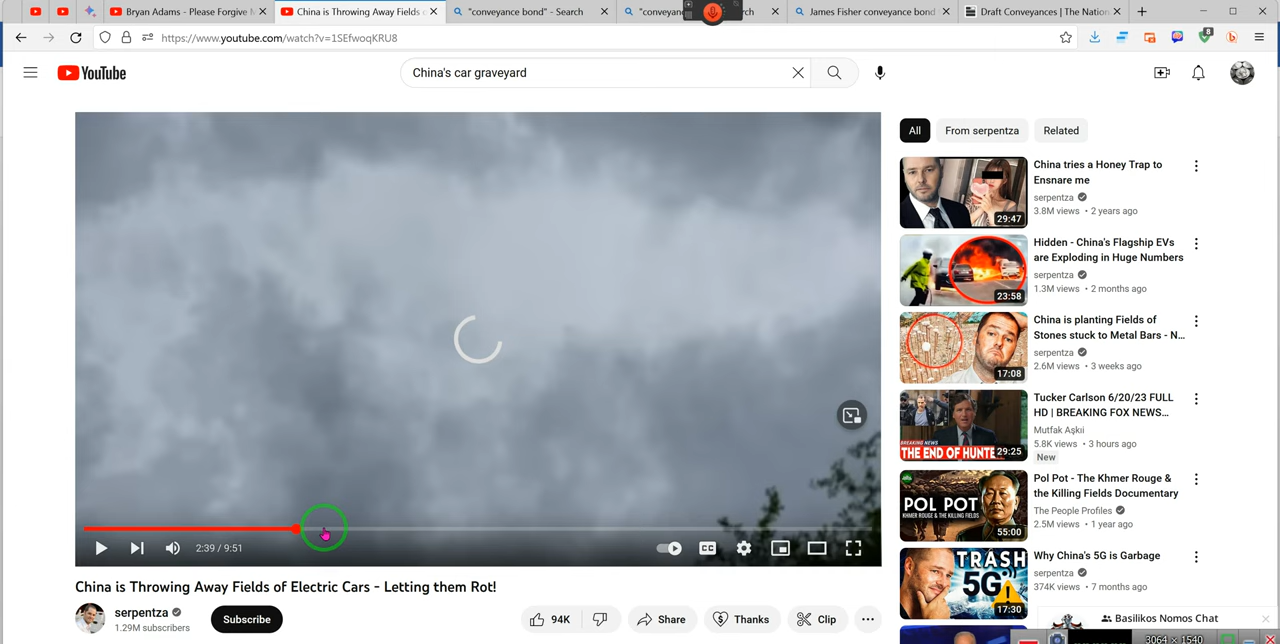 Bryan Adams - Please Forgive M
China is Throwing Away Fields of
"conveyance bond" - Search
"conveyan
rch
James Fisher conveyance bond
Draft Conveyances | The Nation
https://www.youtube.com/watch?v=1SEfwoqKRU8
8
YouTube
China's car graveyard
All
From serpentza
Related
China tries a Honey Trap to
Ensnare me
serpentza
3.8M views • 2 years ago
29:47
Hidden - China's Flagship EVs
are Exploding in Huge Numbers
serpentza
1.3M views • 2 months ago
23:58
China is planting Fields of
Stones stuck to Metal Bars - N...
serpentza
2.6M views • 3 weeks ago
17:08
Tucker Carlson 6/20/23 FULL
HD | BREAKING FOX NEWS...
Mutfak Aşkıı
5.8K views • 3 hours ago
New
BREAKING NEWS
THE END OF HUNTE
29:25
Pol Pot - The Khmer Rouge &
the Killing Fields Documentary
The People Profiles
2.5M views • 1 year ago
POL POT
KHMER ROUGE & THE KILLING FIELDS
55:00
Why China's 5G is Garbage
serpentza
374K views • 7 months ago
TRASH
5G
17:30
2:39 / 9:51
CC
China is Throwing Away Fields of Electric Cars - Letting them Rot!
serpentza
1.29M subscribers
Subscribe
94K
Share
Thanks
Clip
Basilikos Nomos Chat
3064 × 1540